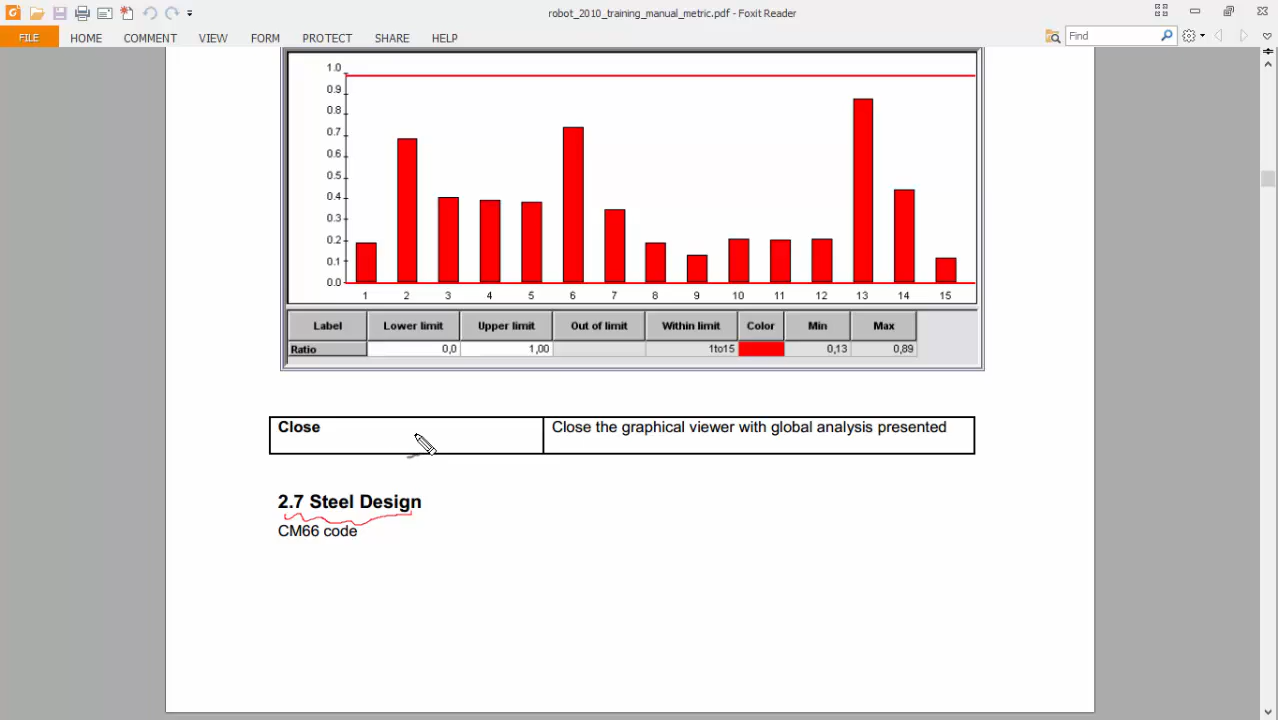 robot_2010_training_manual_metric.pdf - Foxit Reader
FILE HOME COMMENT VIEW FORM PROTECT SHARE HELP Find
1.0
0.9
0.8
0.7
0.6
0.5
0.4
0.3
0.2
0.1
0.0
1 2 3 4 5 6 7 8 9 10 11 12 13 14 15
Label Lower limit Upper limit Out of limit Within limit Color Min Max
Ratio 0,0 1,00 1to15 0,13 0,89
Close Close the graphical viewer with global analysis presented
2.7 Steel Design
CM66 code